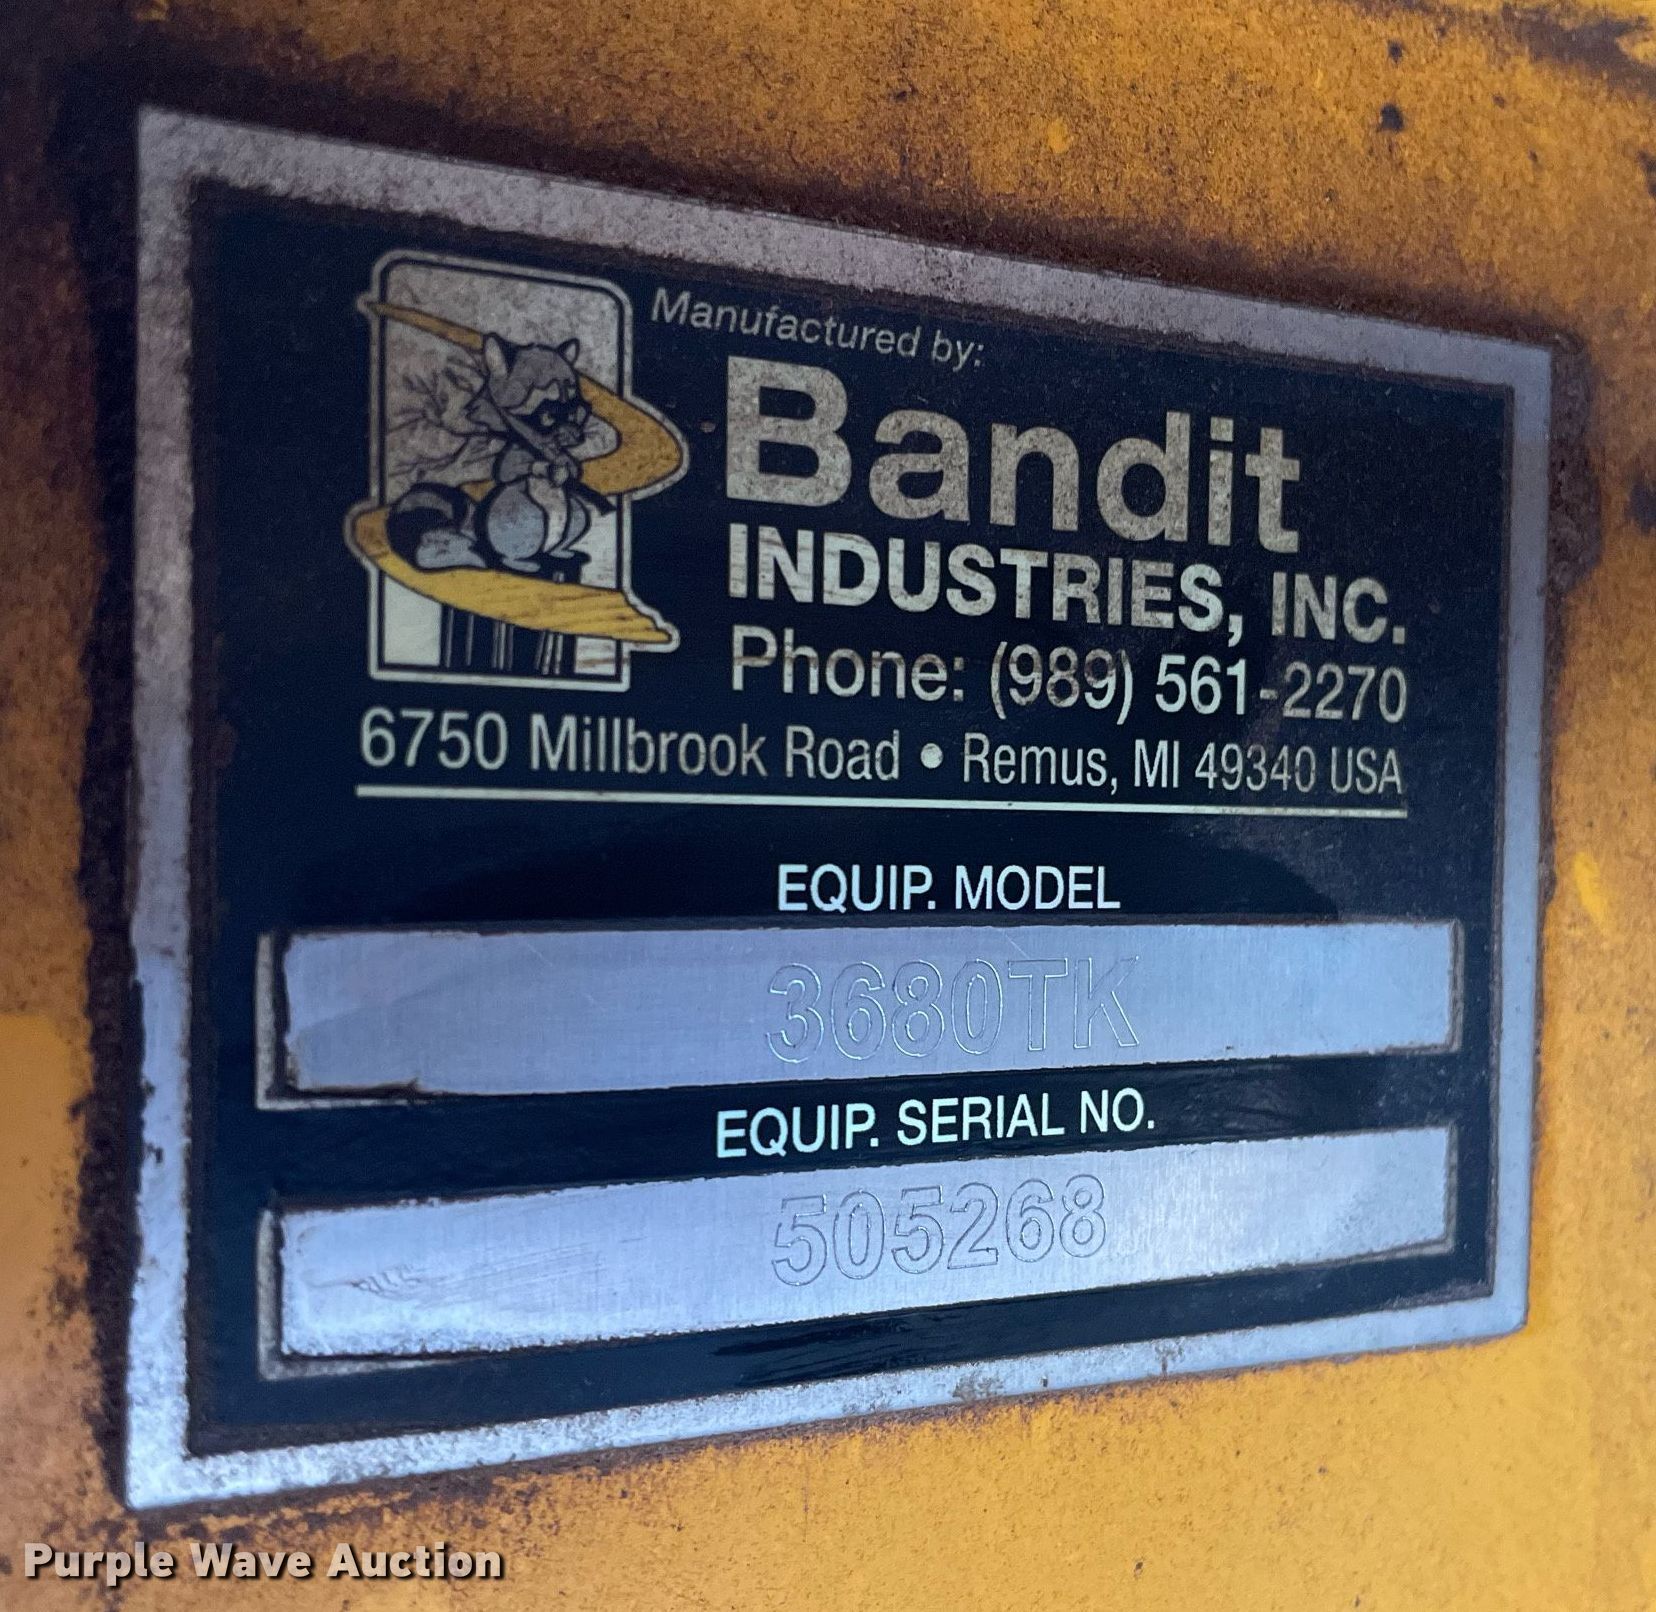 Manufactured by:
Bandit
INDUSTRIES, INC.
Phone: (989) 561-2270
6750 Millbrook Road • Remus, MI 49340 USA
EQUIP. MODEL
3680TK
EQUIP. SERIAL NO.
505268
Purple Wave Auction